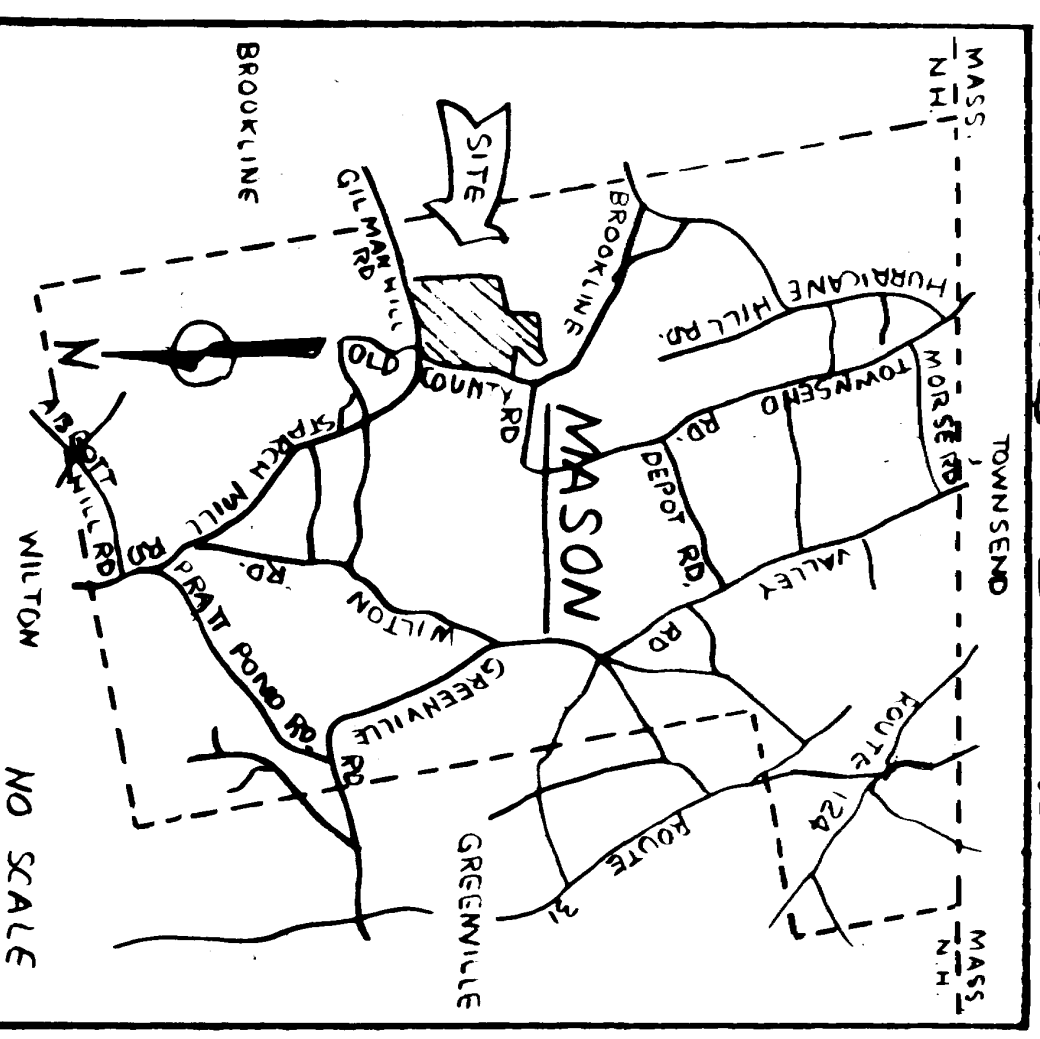 MASS.
N.H.
BROOKLINE
SITE
GILMAN HILL
RD
BROOKLINE
HURRICANE
HILL RD.
OLD
COUNTY RD
TOWNSEND
RD.
MORSE RD
TOWNSEND
N
ABBOTT
HILL RD
STARCH MILL
RD
MASON
DEPOT RD.
VALLEY
RD
WILTON
RD.
WILTON
PRATT POND RD.
GREENVILLE
RD
ROUTE
124
ROUTE
31
GREENVILLE
NO SCALE
MASS
N.H.